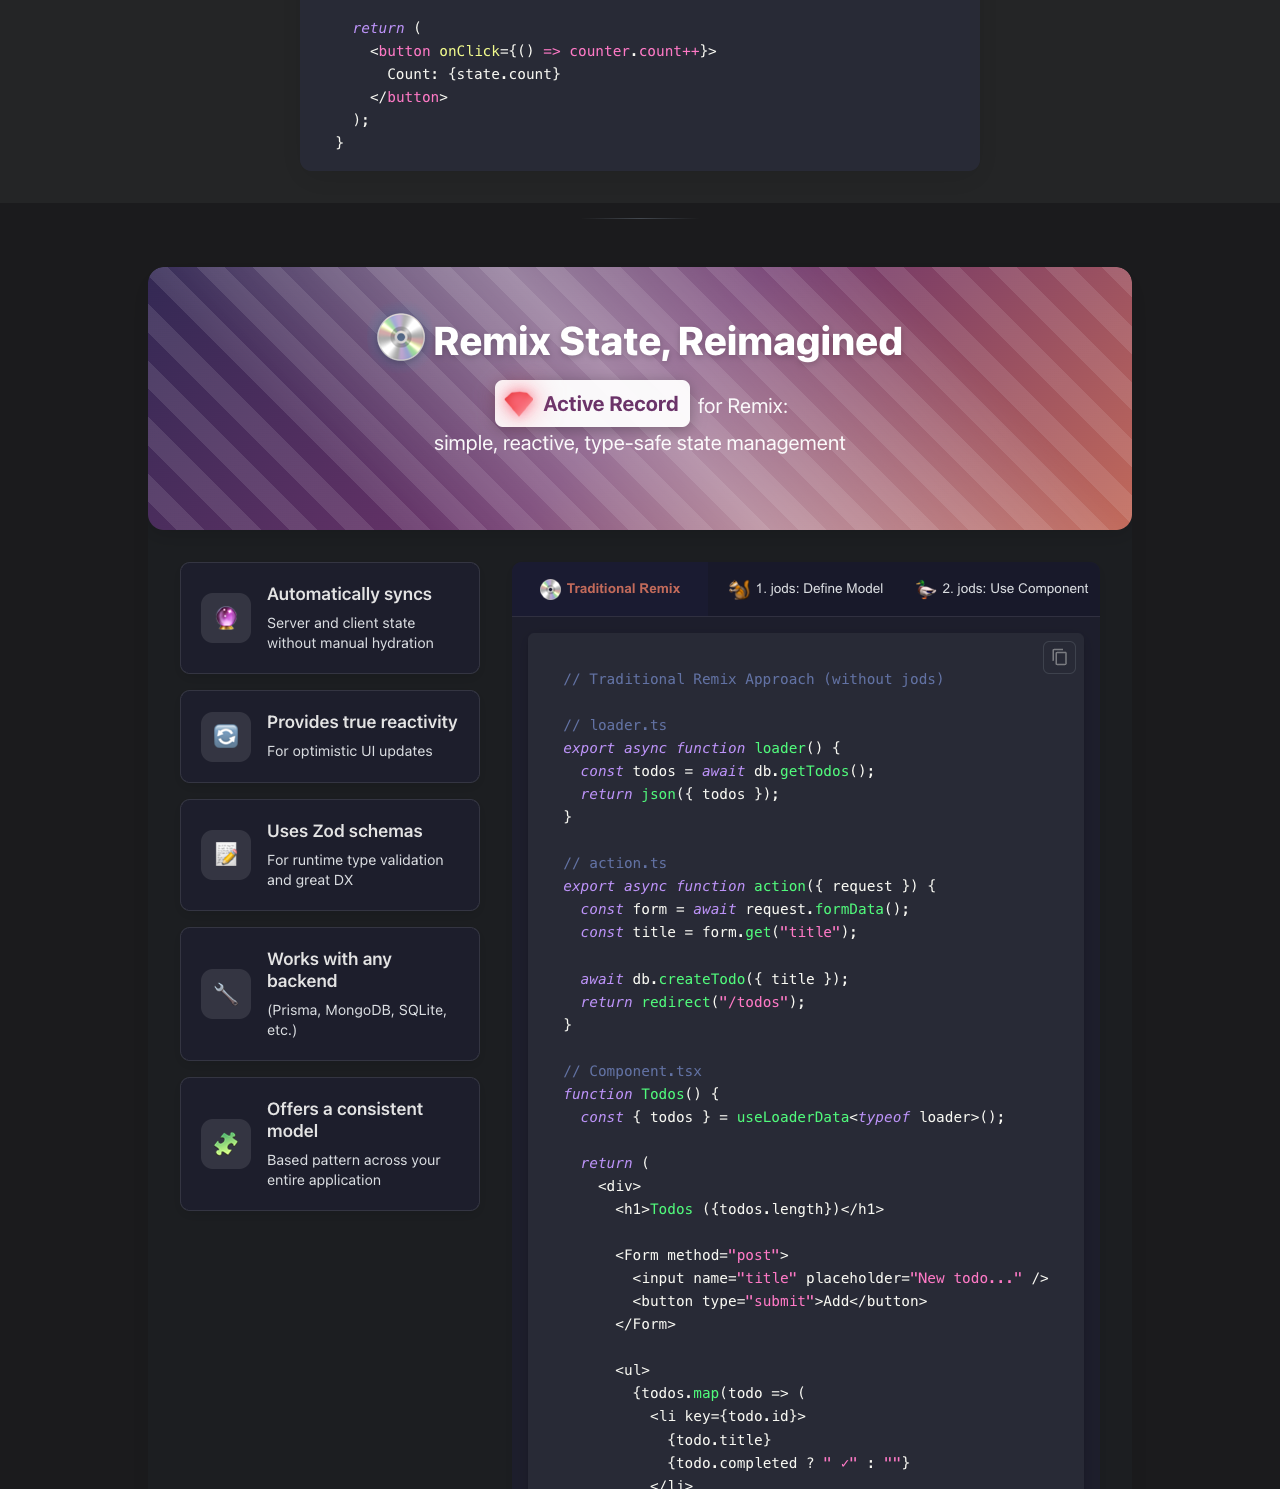 return (
<button onClick={() => counter.count++}>
Count: {state.count}
</button>
);
}
Remix State, Reimagined
Active Record for Remix:
simple, reactive, type-safe state management
Automatically syncs
Server and client state
without manual hydration
Provides true reactivity
For optimistic UI updates
Uses Zod schemas
For runtime type validation
and great DX
Works with any
backend
(Prisma, MongoDB, SQLite,
etc.)
Offers a consistent
model
Based pattern across your
entire application
Traditional Remix
1. jods: Define Model
2. jods: Use Component
// Traditional Remix Approach (without jods)
// loader.ts
export async function loader() {
const todos = await db.getTodos();
return json({ todos });
}
// action.ts
export async function action({ request }) {
const form = await request.formData();
const title = form.get("title");
await db.createTodo({ title });
return redirect("/todos");
}
// Component.tsx
function Todos() {
const { todos } = useLoaderData<typeof loader>();
return (
<div>
<h1>Todos ({todos.length})</h1>
<Form method="post">
<input name="title" placeholder="New todo..." />
<button type="submit">Add</button>
</Form>
<ul>
{todos.map(todo => (
<li key={todo.id}>
{todo.title}
{todo.completed ? " ✓" : ""}
</li>